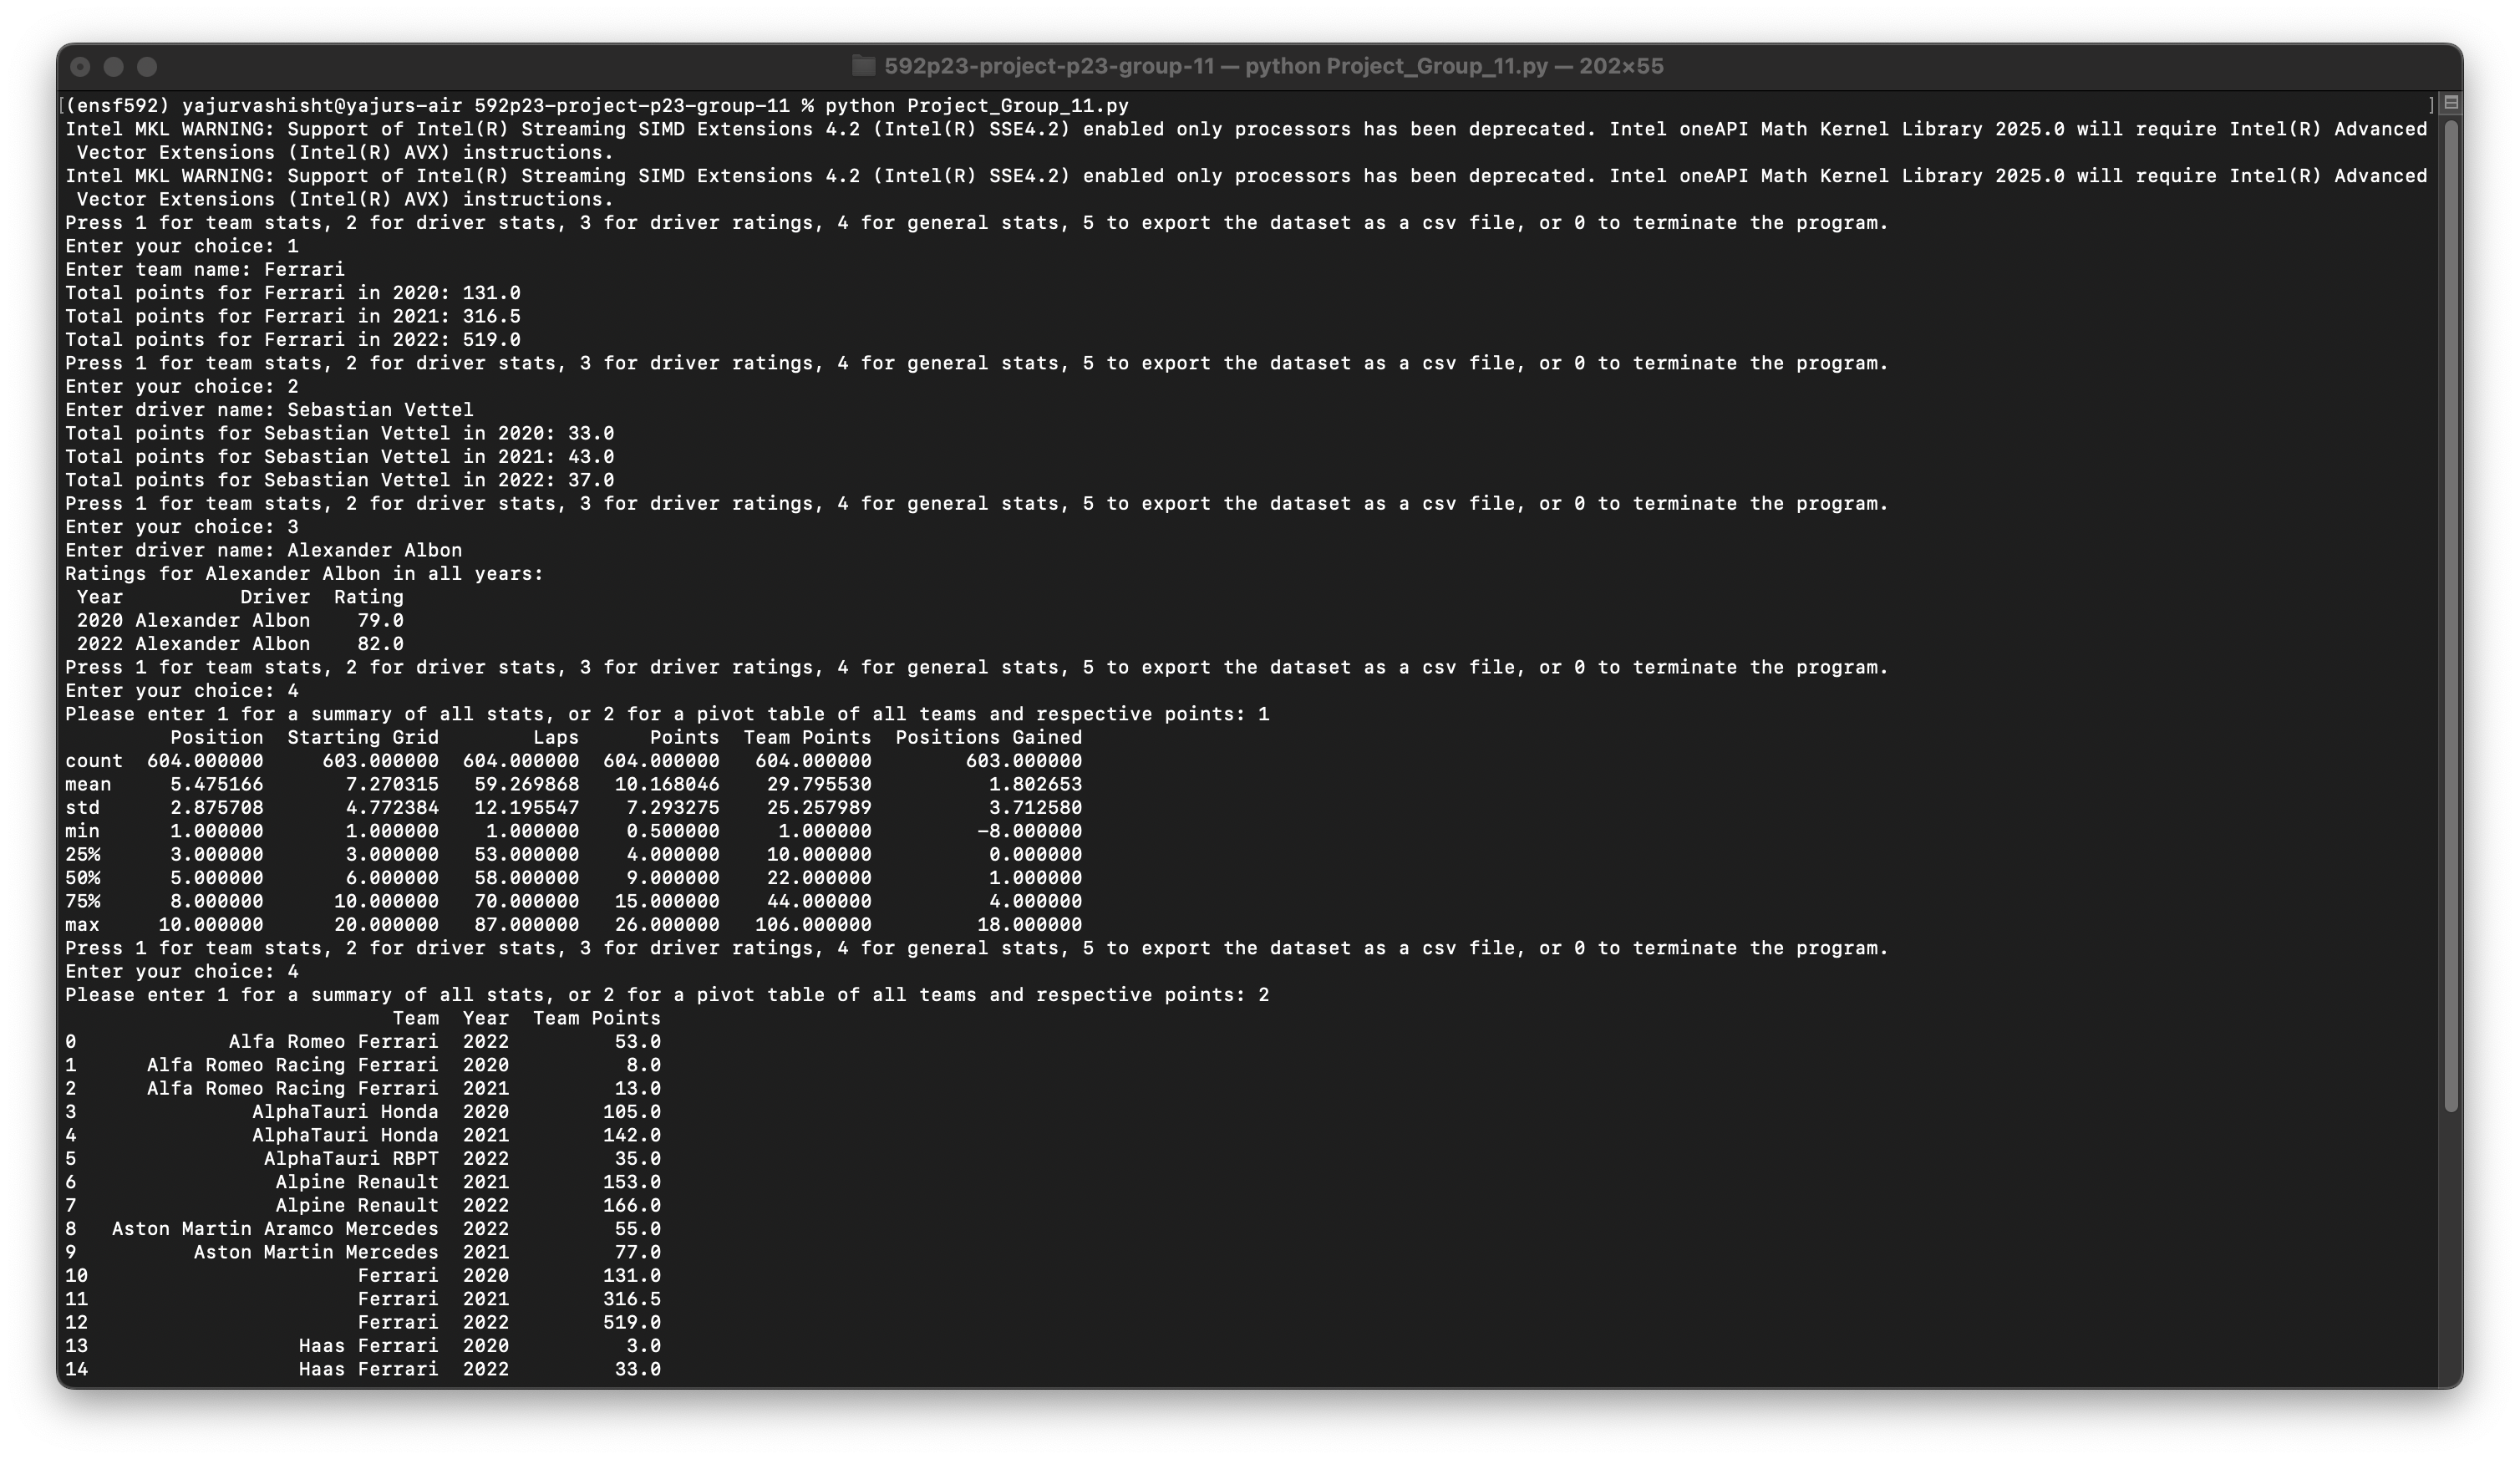 592p23-project-p23-group-11 — python Project_Group_11.py — 202×55
[(ensf592) yajurvashisht@yajurs-air 592p23-project-p23-group-11 % python Project_Group_11.py ]
Intel MKL WARNING: Support of Intel(R) Streaming SIMD Extensions 4.2 (Intel(R) SSE4.2) enabled only processors has been deprecated. Intel oneAPI Math Kernel Library 2025.0 will require Intel(R) Advanced
 Vector Extensions (Intel(R) AVX) instructions.
Intel MKL WARNING: Support of Intel(R) Streaming SIMD Extensions 4.2 (Intel(R) SSE4.2) enabled only processors has been deprecated. Intel oneAPI Math Kernel Library 2025.0 will require Intel(R) Advanced
 Vector Extensions (Intel(R) AVX) instructions.
Press 1 for team stats, 2 for driver stats, 3 for driver ratings, 4 for general stats, 5 to export the dataset as a csv file, or 0 to terminate the program.
Enter your choice: 1
Enter team name: Ferrari
Total points for Ferrari in 2020: 131.0
Total points for Ferrari in 2021: 316.5
Total points for Ferrari in 2022: 519.0
Press 1 for team stats, 2 for driver stats, 3 for driver ratings, 4 for general stats, 5 to export the dataset as a csv file, or 0 to terminate the program.
Enter your choice: 2
Enter driver name: Sebastian Vettel
Total points for Sebastian Vettel in 2020: 33.0
Total points for Sebastian Vettel in 2021: 43.0
Total points for Sebastian Vettel in 2022: 37.0
Press 1 for team stats, 2 for driver stats, 3 for driver ratings, 4 for general stats, 5 to export the dataset as a csv file, or 0 to terminate the program.
Enter your choice: 3
Enter driver name: Alexander Albon
Ratings for Alexander Albon in all years:
 Year          Driver  Rating
 2020 Alexander Albon    79.0
 2022 Alexander Albon    82.0
Press 1 for team stats, 2 for driver stats, 3 for driver ratings, 4 for general stats, 5 to export the dataset as a csv file, or 0 to terminate the program.
Enter your choice: 4
Please enter 1 for a summary of all stats, or 2 for a pivot table of all teams and respective points: 1
         Position  Starting Grid        Laps      Points  Team Points  Positions Gained
count  604.000000     603.000000  604.000000  604.000000   604.000000        603.000000
mean     5.475166       7.270315   59.269868   10.168046    29.795530          1.802653
std      2.875708       4.772384   12.195547    7.293275    25.257989          3.712580
min      1.000000       1.000000    1.000000    0.500000     1.000000         -8.000000
25%      3.000000       3.000000   53.000000    4.000000    10.000000          0.000000
50%      5.000000       6.000000   58.000000    9.000000    22.000000          1.000000
75%      8.000000      10.000000   70.000000   15.000000    44.000000          4.000000
max     10.000000      20.000000   87.000000   26.000000   106.000000         18.000000
Press 1 for team stats, 2 for driver stats, 3 for driver ratings, 4 for general stats, 5 to export the dataset as a csv file, or 0 to terminate the program.
Enter your choice: 4
Please enter 1 for a summary of all stats, or 2 for a pivot table of all teams and respective points: 2
                            Team  Year  Team Points
0             Alfa Romeo Ferrari  2022         53.0
1      Alfa Romeo Racing Ferrari  2020          8.0
2      Alfa Romeo Racing Ferrari  2021         13.0
3               AlphaTauri Honda  2020        105.0
4               AlphaTauri Honda  2021        142.0
5                AlphaTauri RBPT  2022         35.0
6                 Alpine Renault  2021        153.0
7                 Alpine Renault  2022        166.0
8   Aston Martin Aramco Mercedes  2022         55.0
9          Aston Martin Mercedes  2021         77.0
10                       Ferrari  2020        131.0
11                       Ferrari  2021        316.5
12                       Ferrari  2022        519.0
13                  Haas Ferrari  2020          3.0
14                  Haas Ferrari  2022         33.0